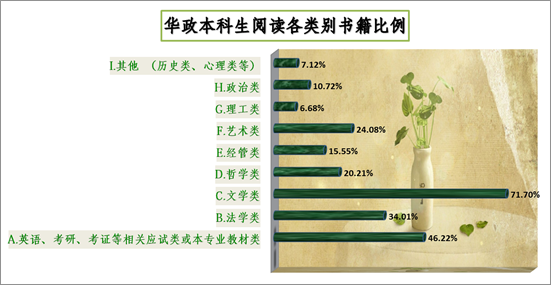 华政本科生阅读各类别书籍比例
I.其他 （历史类、心理类等） 7.12%
H.政治类 10.72%
G.理工类 6.68%
F.艺术类 24.08%
E.经管类 15.55%
D.哲学类 20.21%
C.文学类 71.70%
B.法学类 34.01%
A.英语、考研、考证等相关应试类或本专业教材类 46.22%